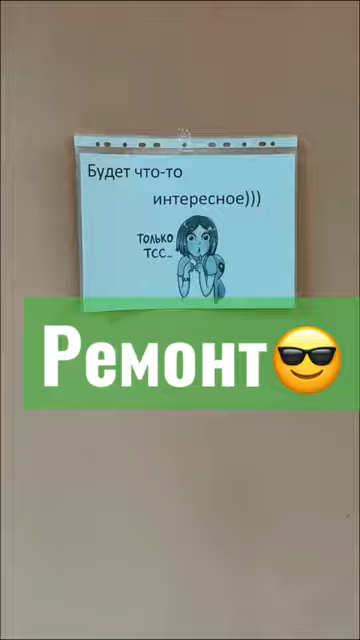 Будет что-то
интересное)))
ТОЛЬКО
ТСС...
Ремонт😎